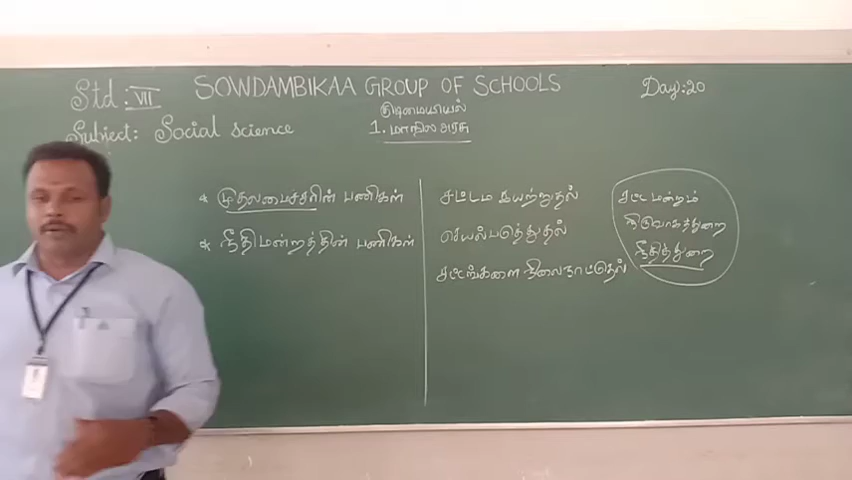 Std : VII SOWDAMBIKAA GROUP OF SCHOOLS Day: 20
குடிமையியல்
Subject: Social science 1. மாநில அரசு
* முதலமைச்சரின் பணிகள்
* நீதிமன்றத்தின் பணிகள்
சட்டம் இயற்றுதல்
செயல்படுத்துதல்
சட்டங்களை நிலைநாட்டுதல்
சட்டமன்றம்
நிருவாகத்துறை
நீதித்துறை